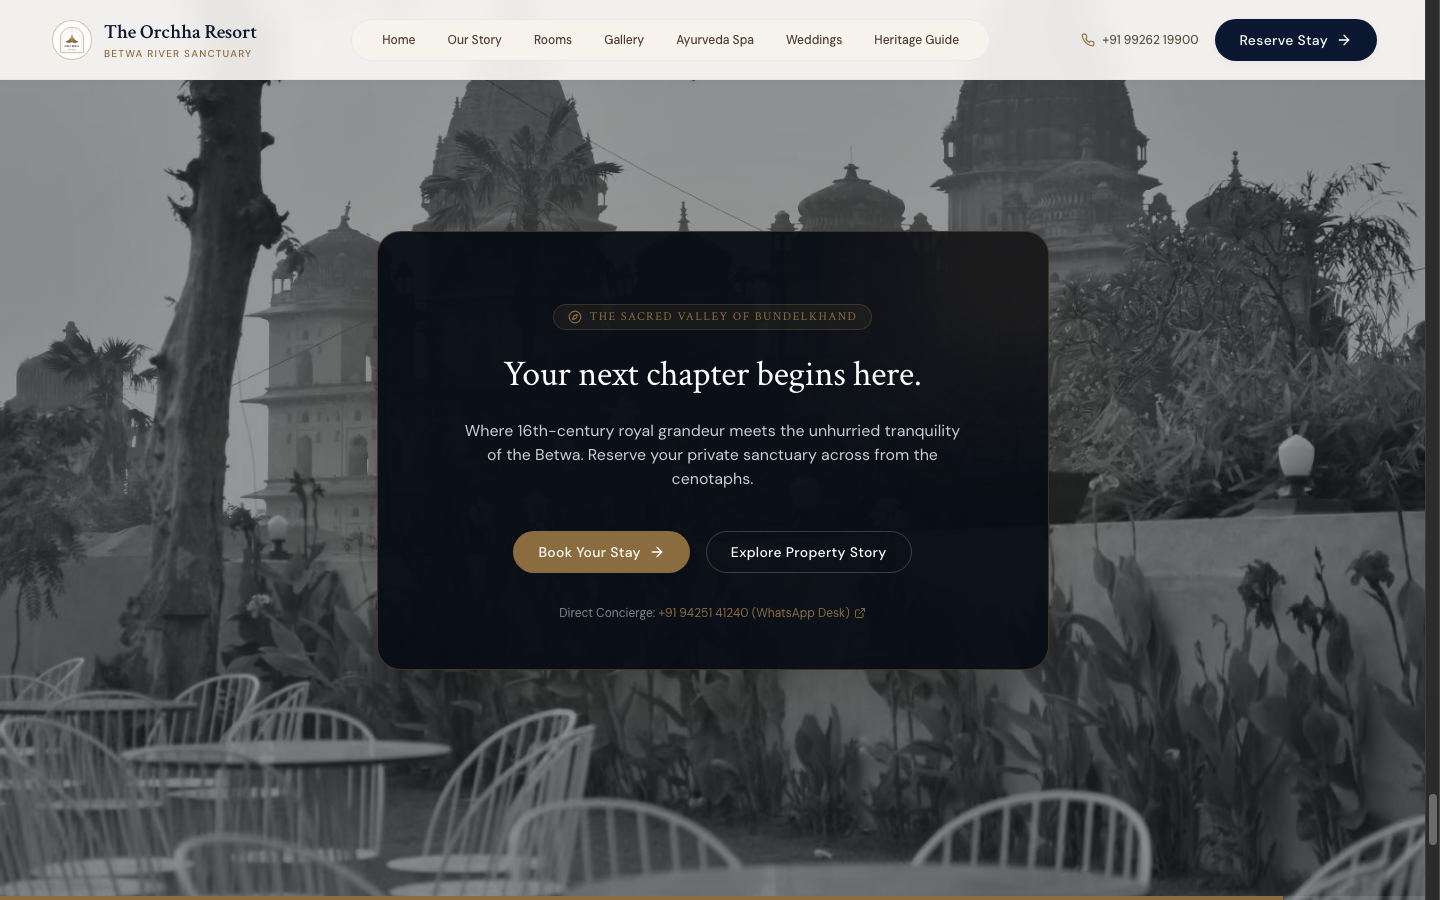 The Orchha Resort
BETWA RIVER SANCTUARY
Home
Our Story
Rooms
Gallery
Ayurveda Spa
Weddings
Heritage Guide
+91 99262 19900
Reserve Stay
THE SACRED VALLEY OF BUNDELKHAND
Your next chapter begins here.
Where 16th-century royal grandeur meets the unhurried tranquility
of the Betwa. Reserve your private sanctuary across from the
cenotaphs.
Book Your Stay
Explore Property Story
Direct Concierge: +91 94251 41240 (WhatsApp Desk)